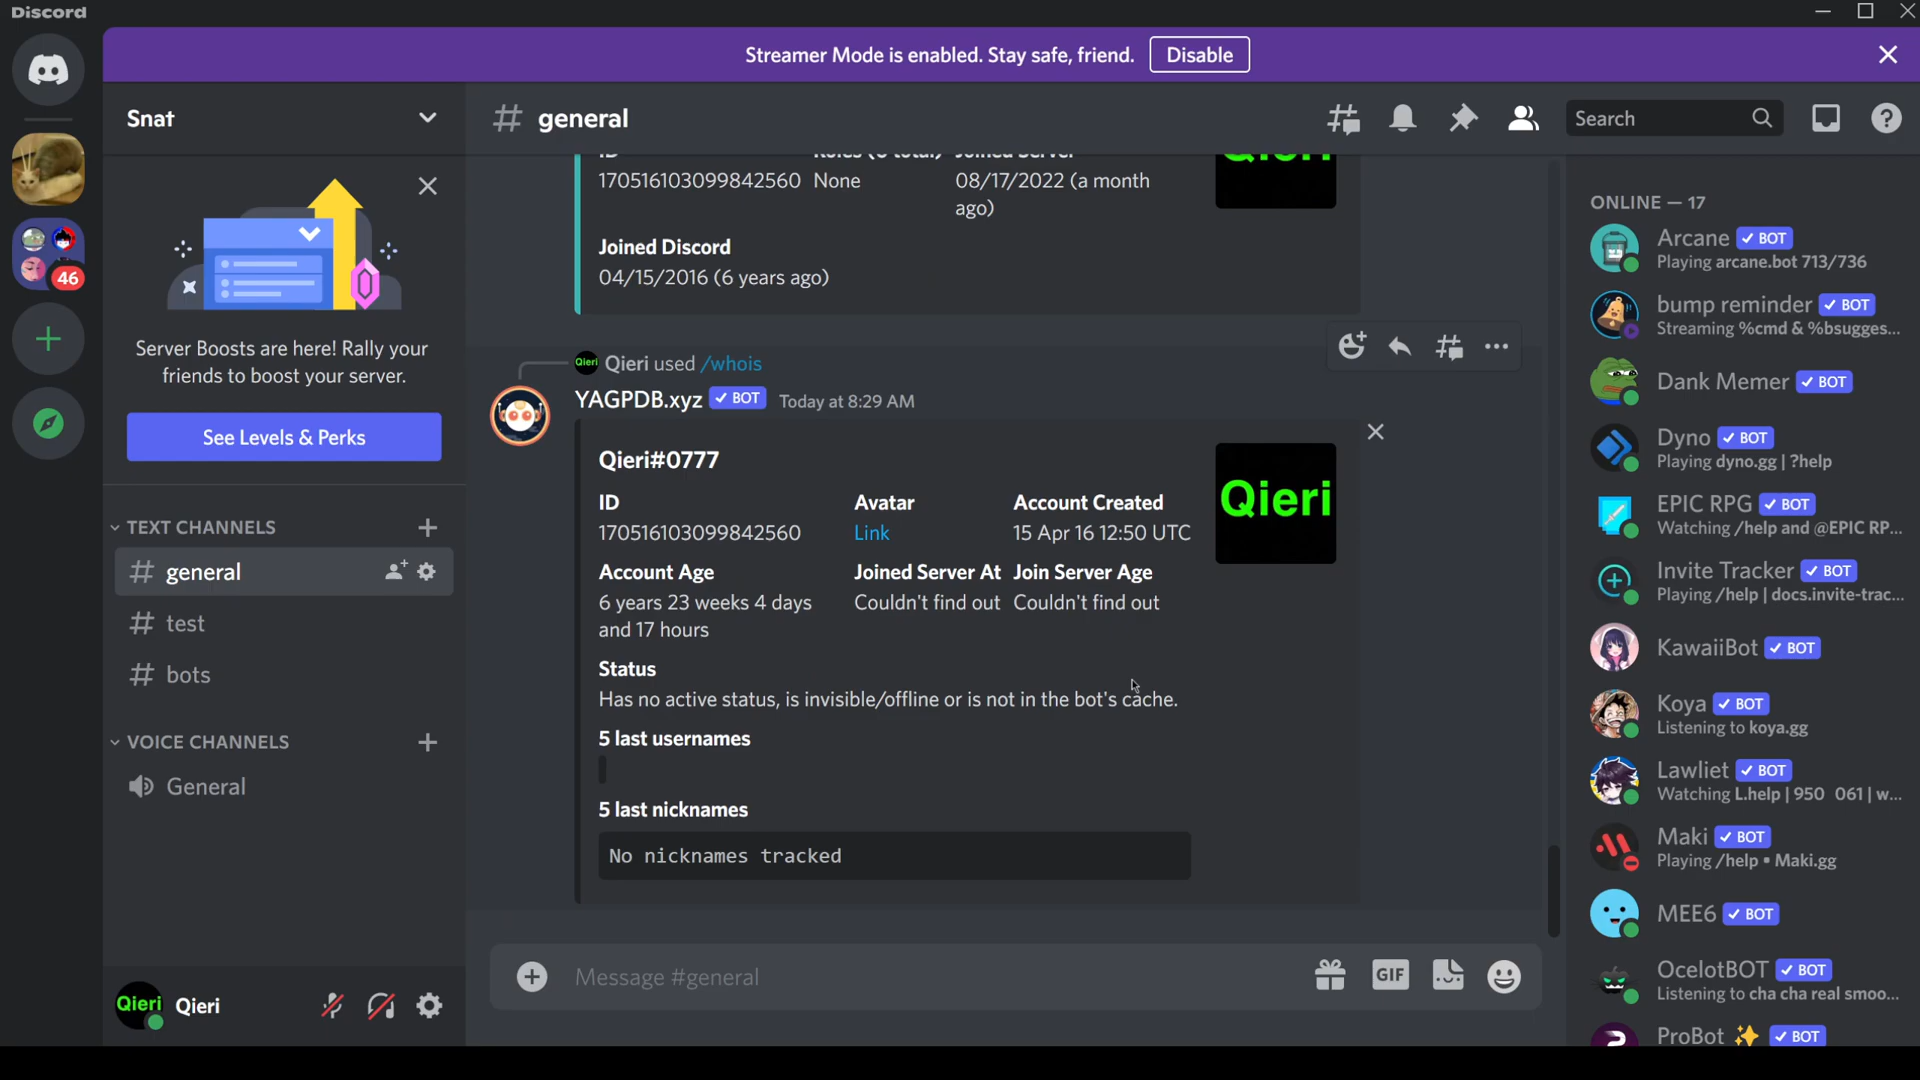 Discord
Streamer Mode is enabled. Stay safe, friend. Disable
Snat
general
Search
46
Server Boosts are here! Rally your
friends to boost your server.
See Levels & Perks
TEXT CHANNELS
general
test
bots
VOICE CHANNELS
General
Qieri
Qieri
ID Roles (0 total) Joined Server
170516103099842560 None 08/17/2022 (a month
ago)
Qieri
Joined Discord
04/15/2016 (6 years ago)
Qieri Qieri used /whois
YAGPDB.xyz BOT Today at 8:29 AM
Qieri#0777
ID Avatar Account Created
170516103099842560 Link 15 Apr 16 12:50 UTC
Qieri
Account Age Joined Server At Join Server Age
6 years 23 weeks 4 days Couldn't find out Couldn't find out
and 17 hours
Status
Has no active status, is invisible/offline or is not in the bot's cache.
5 last usernames
5 last nicknames
No nicknames tracked
Message #general
GIF
ONLINE — 17
Arcane BOT
Playing arcane.bot 713/736
bump reminder BOT
Streaming %cmd & %bsugges...
Dank Memer BOT
Dyno BOT
Playing dyno.gg | ?help
EPIC RPG BOT
Watching /help and @EPIC RP...
Invite Tracker BOT
Playing /help | docs.invite-trac...
KawaiiBot BOT
Koya BOT
Listening to koya.gg
Lawliet BOT
Watching L.help | 950 061 | w...
Maki BOT
Playing /help • Maki.gg
MEE6 BOT
OcelotBOT BOT
Listening to cha cha real smoo...
ProBot ✨ BOT